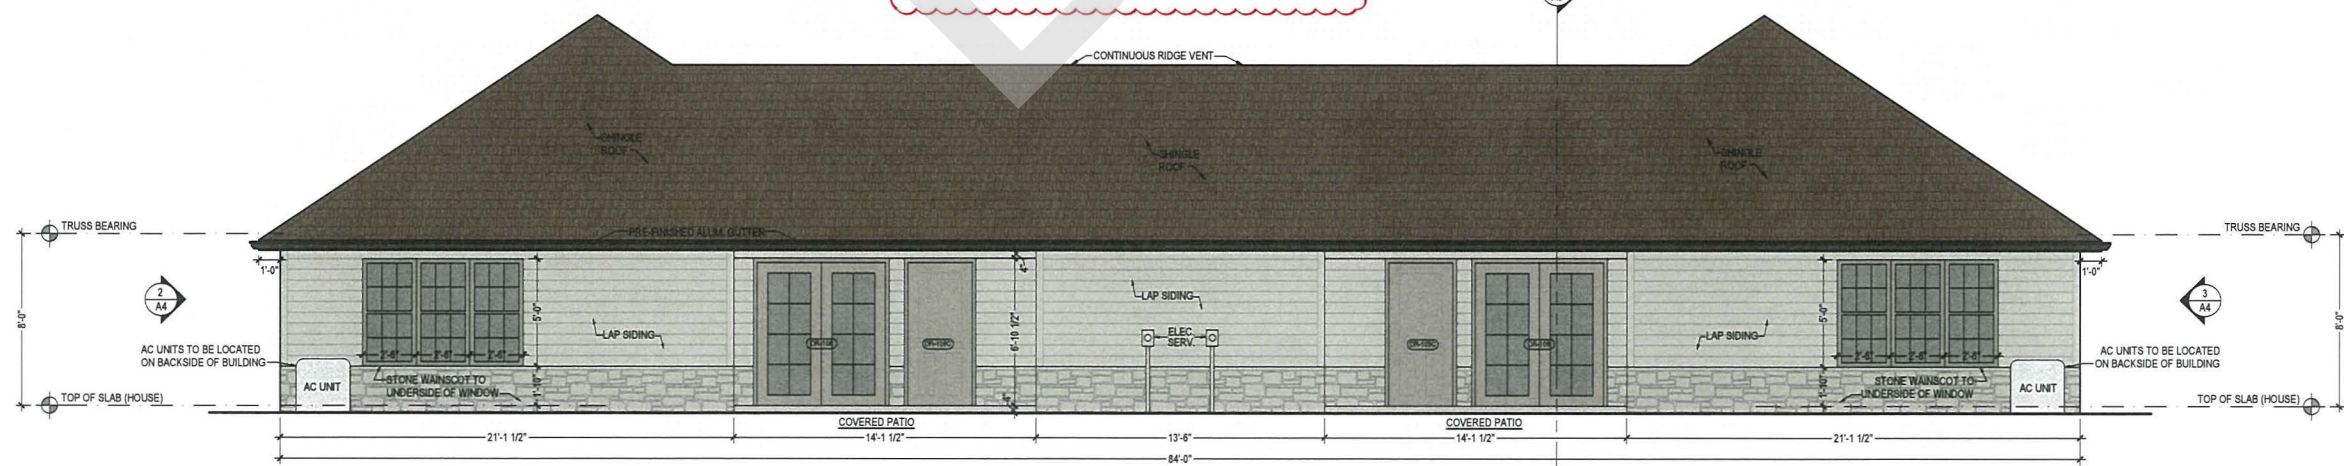 CONTINUOUS RIDGE VENT
SHINGLE
ROOF
SHINGLE
ROOF
SHINGLE
ROOF
TRUSS BEARING
PRE-FINISHED ALUM. GUTTER
TRUSS BEARING
1'-0"
4"
1'-0"
2
A4
3
A4
8'-0"
5'-0"
LAP SIDING
6'-10 1/2"
LAP SIDING
ELEC.
SERV.
LAP SIDING
5'-0"
8'-0"
AC UNITS TO BE LOCATED
ON BACKSIDE OF BUILDING
2'-6" 2'-6" 2'-6"
2'-6" 2'-6" 2'-6"
AC UNITS TO BE LOCATED
ON BACKSIDE OF BUILDING
AC UNIT
STONE WAINSCOT TO
UNDERSIDE OF WINDOW
1'-10"
4"
1'-10"
STONE WAINSCOT TO
UNDERSIDE OF WINDOW
AC UNIT
TOP OF SLAB (HOUSE)
TOP OF SLAB (HOUSE)
COVERED PATIO
COVERED PATIO
21'-1 1/2" 14'-1 1/2" 13'-6" 14'-1 1/2" 21'-1 1/2"
84'-0"